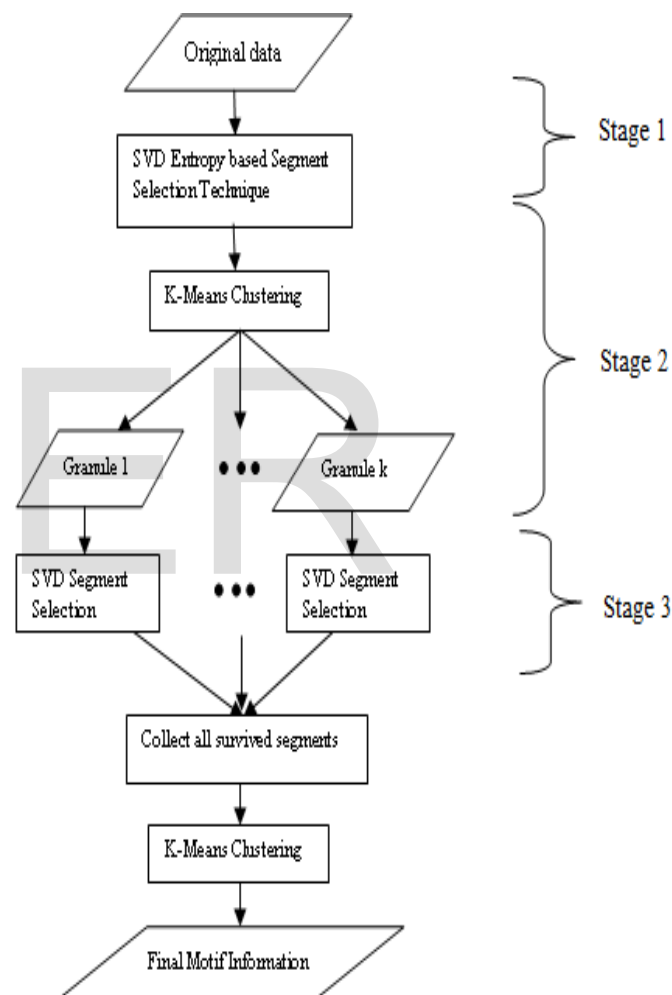 Original data
Stage 1
SVD Entropy based Segment
Selection Technique
K-Means Clustering
Stage 2
Granule 1
•••
Granule k
SVD Segment
Selection
•••
SVD Segment
Selection
Stage 3
Collect all survived segments
K-Means Clustering
Final Motif Information
ER